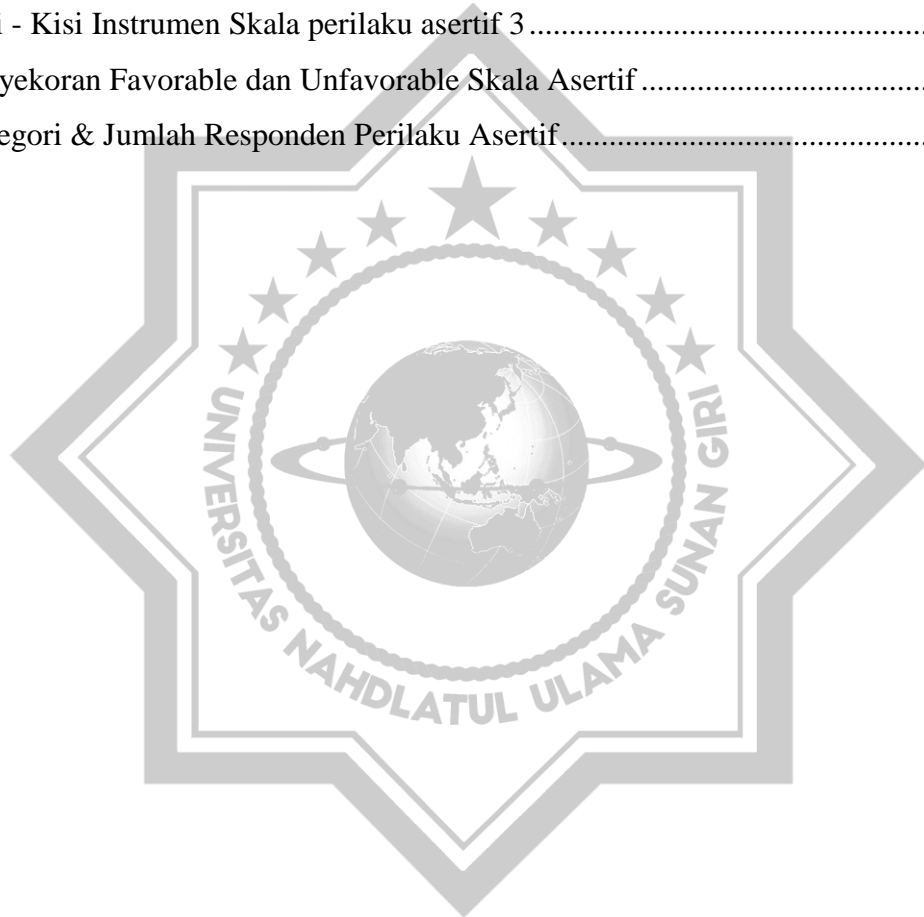 i - Kisi Instrumen Skala perilaku asertif 3 ................................................
yekoran Favorable dan Unfavorable Skala Asertif ...................................
egori & Jumlah Responden Perilaku Asertif .............................................
UNIVERSITAS NAHDLATUL ULAMA SUNAN GIRI